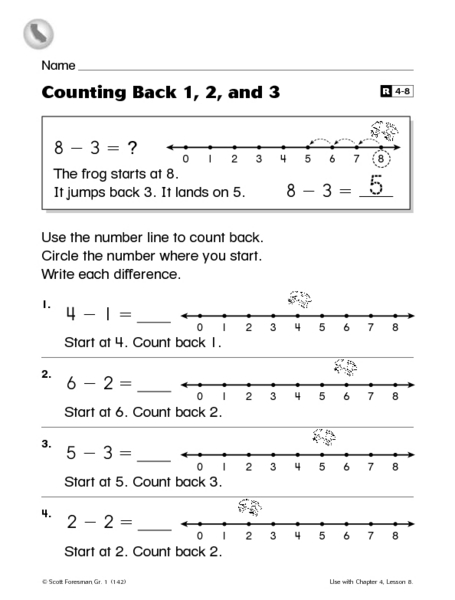 Name
Counting Back 1, 2, and 3
R 4-8
8 − 3 = ?
0 1 2 3 4 5 6 7 8
The frog starts at 8.
It jumps back 3. It lands on 5.
8 − 3 = 5
Use the number line to count back.
Circle the number where you start.
Write each difference.
1.
4 − 1 =
0 1 2 3 4 5 6 7 8
Start at 4. Count back 1.
2.
6 − 2 =
0 1 2 3 4 5 6 7 8
Start at 6. Count back 2.
3.
5 − 3 =
0 1 2 3 4 5 6 7 8
Start at 5. Count back 3.
4.
2 − 2 =
0 1 2 3 4 5 6 7 8
Start at 2. Count back 2.
© Scott Foresman, Gr. 1 (142)
Use with Chapter 4, Lesson 8.